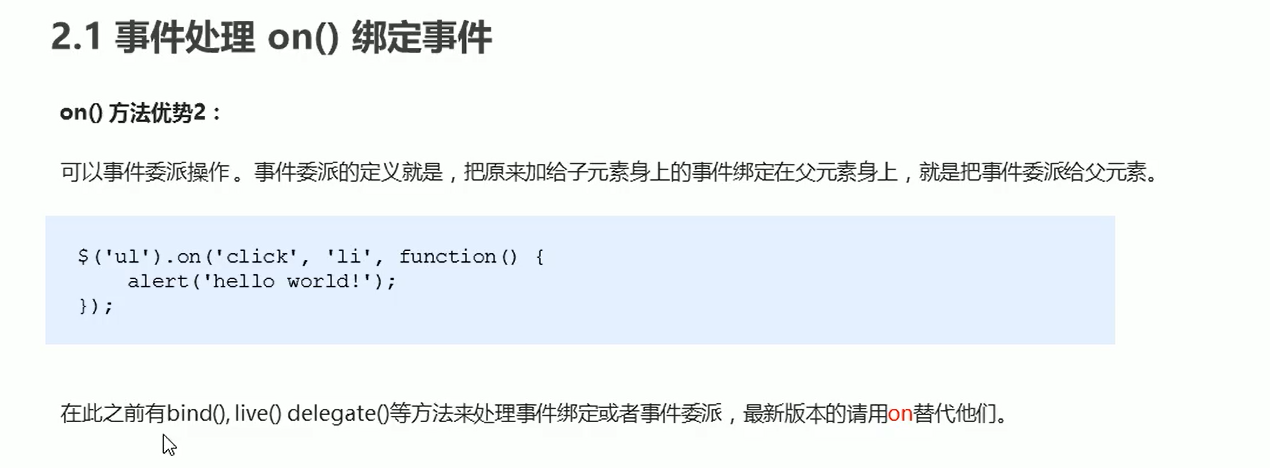 2.1 事件处理 on() 绑定事件
on() 方法优势2：
可以事件委派操作。事件委派的定义就是，把原来加给子元素身上的事件绑定在父元素身上，就是把事件委派给父元素。
$('ul').on('click', 'li', function() {
    alert('hello world!');
});
在此之前有bind(), live() delegate()等方法来处理事件绑定或者事件委派，最新版本的请用on替代他们。